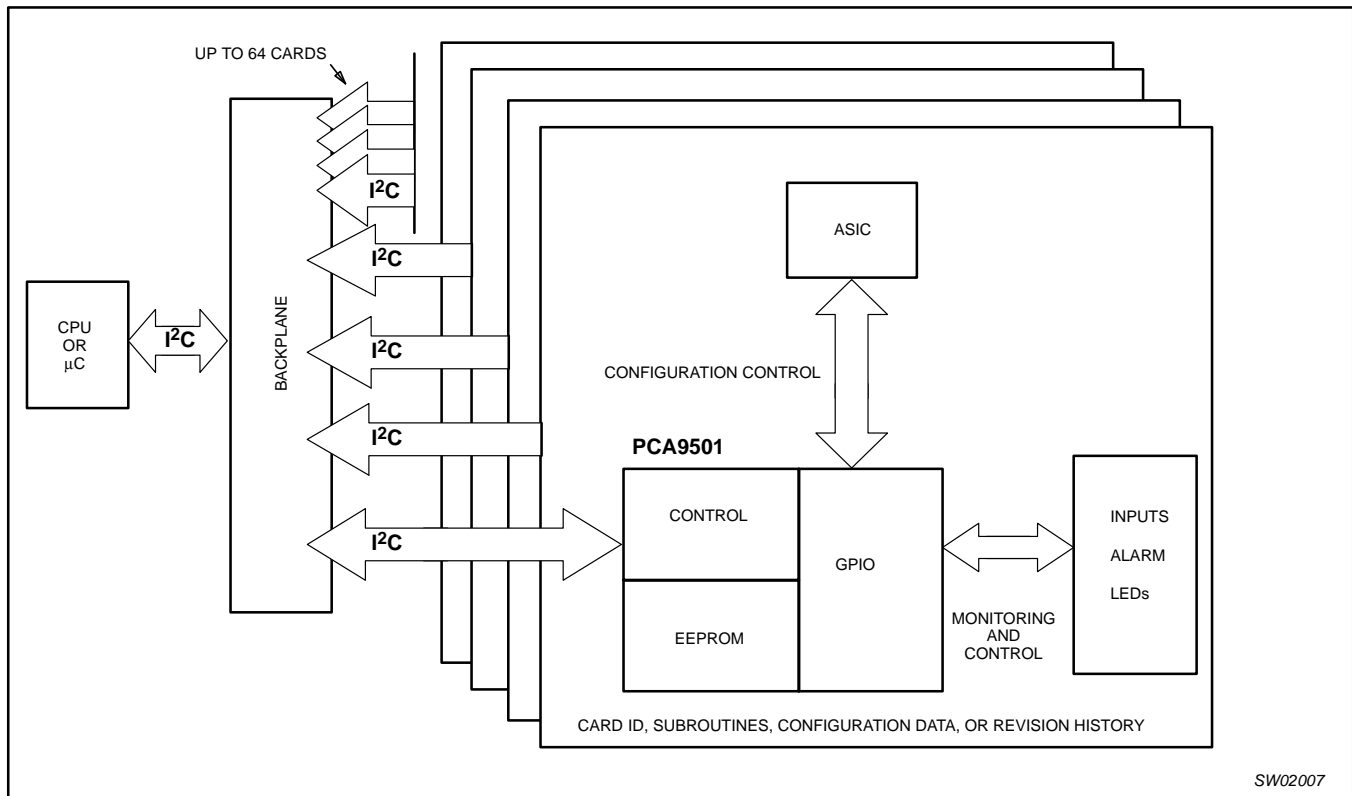 UP TO 64 CARDS
I²C
I²C
I²C
I²C
I²C
I²C
CPU
OR
μC
BACKPLANE
ASIC
CONFIGURATION CONTROL
PCA9501
CONTROL
EEPROM
GPIO
INPUTS
ALARM
LEDs
MONITORING
AND
CONTROL
CARD ID, SUBROUTINES, CONFIGURATION DATA, OR REVISION HISTORY
SW02007